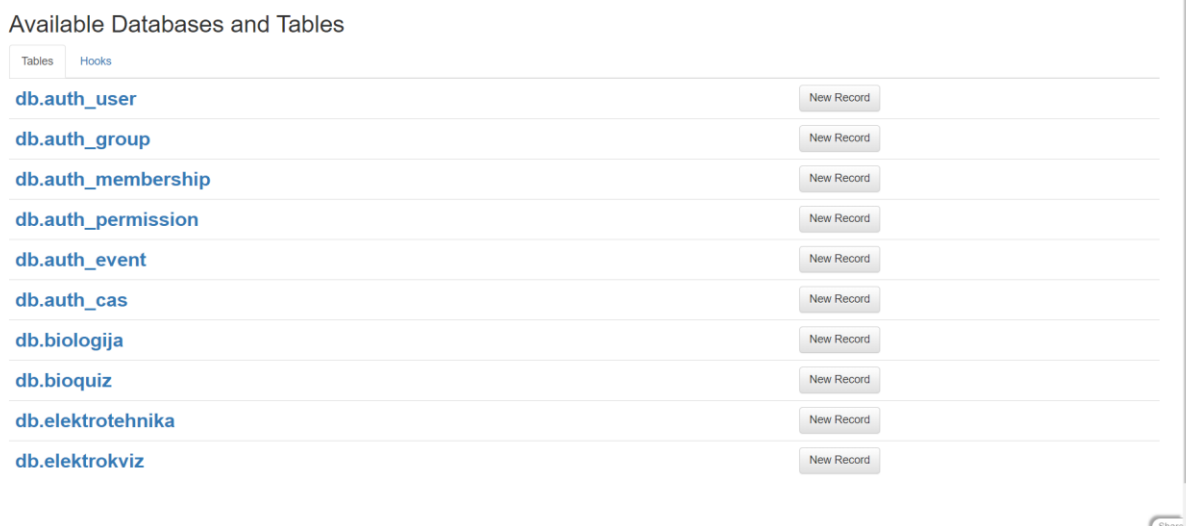 Available Databases and Tables
Tables Hooks
db.auth_user New Record
db.auth_group New Record
db.auth_membership New Record
db.auth_permission New Record
db.auth_event New Record
db.auth_cas New Record
db.biologija New Record
db.bioquiz New Record
db.elektrotehnika New Record
db.elektrokviz New Record